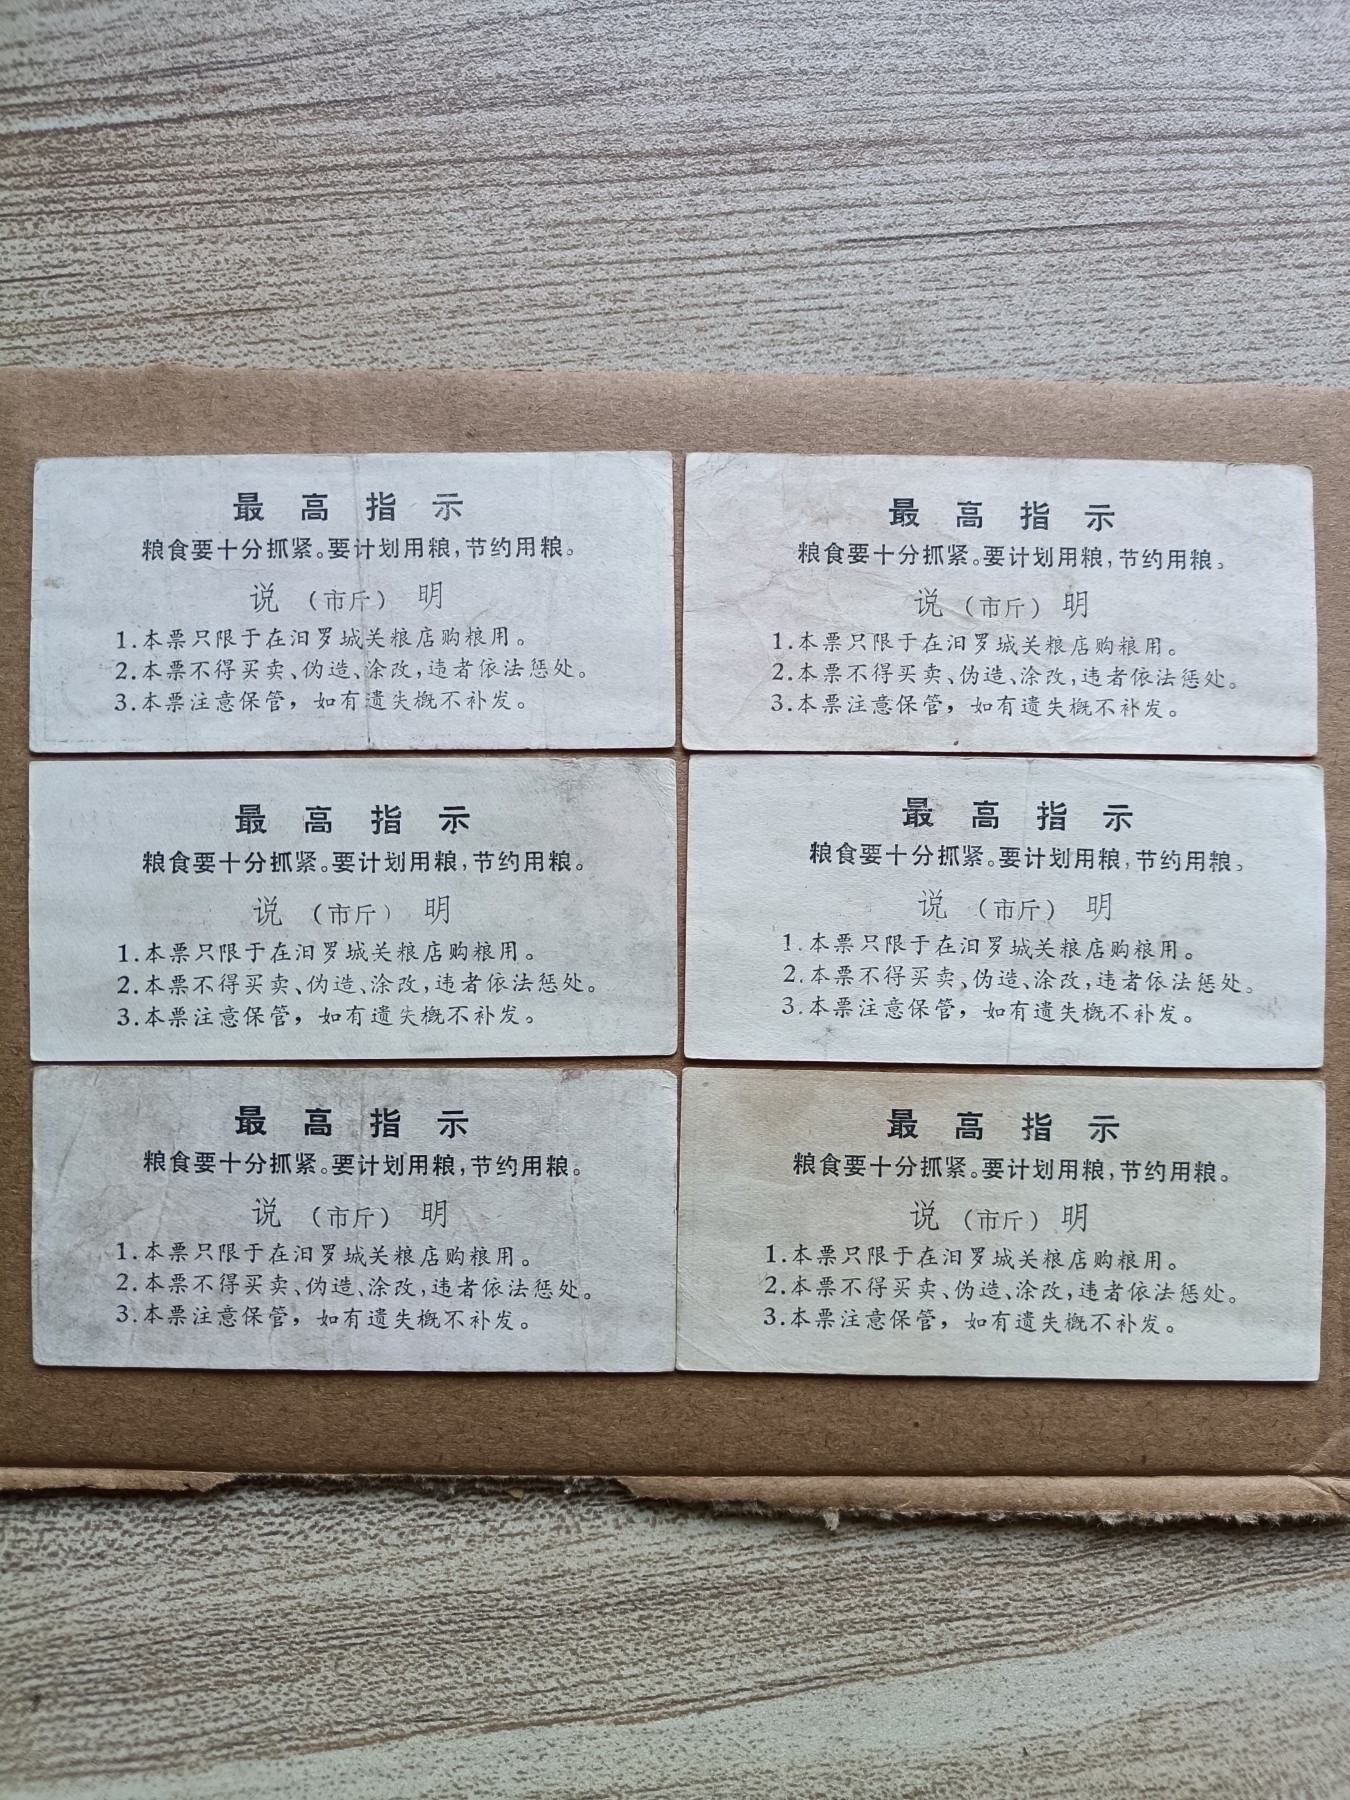 最高指示
粮食要十分抓紧。要计划用粮，节约用粮。
说（市斤）明
1.本票只限于在汨罗城关粮店购粮用。
2.本票不得买卖、伪造、涂改，违者依法惩处。
3.本票注意保管，如有遗失概不补发。
最高指示
粮食要十分抓紧。要计划用粮，节约用粮。
说（市斤）明
1.本票只限于在汨罗城关粮店购粮用。
2.本票不得买卖、伪造、涂改，违者依法惩处。
3.本票注意保管，如有遗失概不补发。
最高指示
粮食要十分抓紧。要计划用粮，节约用粮。
说（市斤）明
1.本票只限于在汨罗城关粮店购粮用。
2.本票不得买卖、伪造、涂改，违者依法惩处。
3.本票注意保管，如有遗失概不补发。
最高指示
粮食要十分抓紧。要计划用粮，节约用粮。
说（市斤）明
1.本票只限于在汨罗城关粮店购粮用。
2.本票不得买卖、伪造、涂改，违者依法惩处。
3.本票注意保管，如有遗失概不补发。
最高指示
粮食要十分抓紧。要计划用粮，节约用粮。
说（市斤）明
1.本票只限于在汨罗城关粮店购粮用。
2.本票不得买卖、伪造、涂改，违者依法惩处。
3.本票注意保管，如有遗失概不补发。
最高指示
粮食要十分抓紧。要计划用粮，节约用粮。
说（市斤）明
1.本票只限于在汨罗城关粮店购粮用。
2.本票不得买卖、伪造、涂改，违者依法惩处。
3.本票注意保管，如有遗失概不补发。